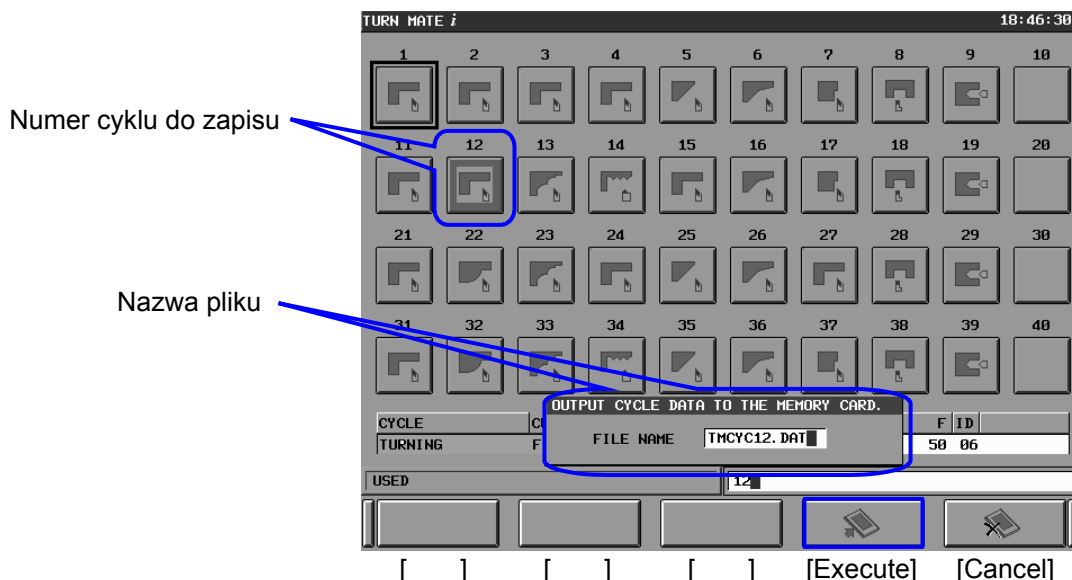 TURN MATE i 18:46:30
1 2 3 4 5 6 7 8 9 10
Numer cyklu do zapisu
11 12 13 14 15 16 17 18 19 20
21 22 23 24 25 26 27 28 29 30
Nazwa pliku
31 32 33 34 35 36 37 38 39 40
OUTPUT CYCLE DATA TO THE MEMORY CARD.
CYCLE F ID
FILE NAME TMCYC12.DAT
TURNING F 50 06
USED 12
[ ] [ ] [ ] [Execute] [Cancel]